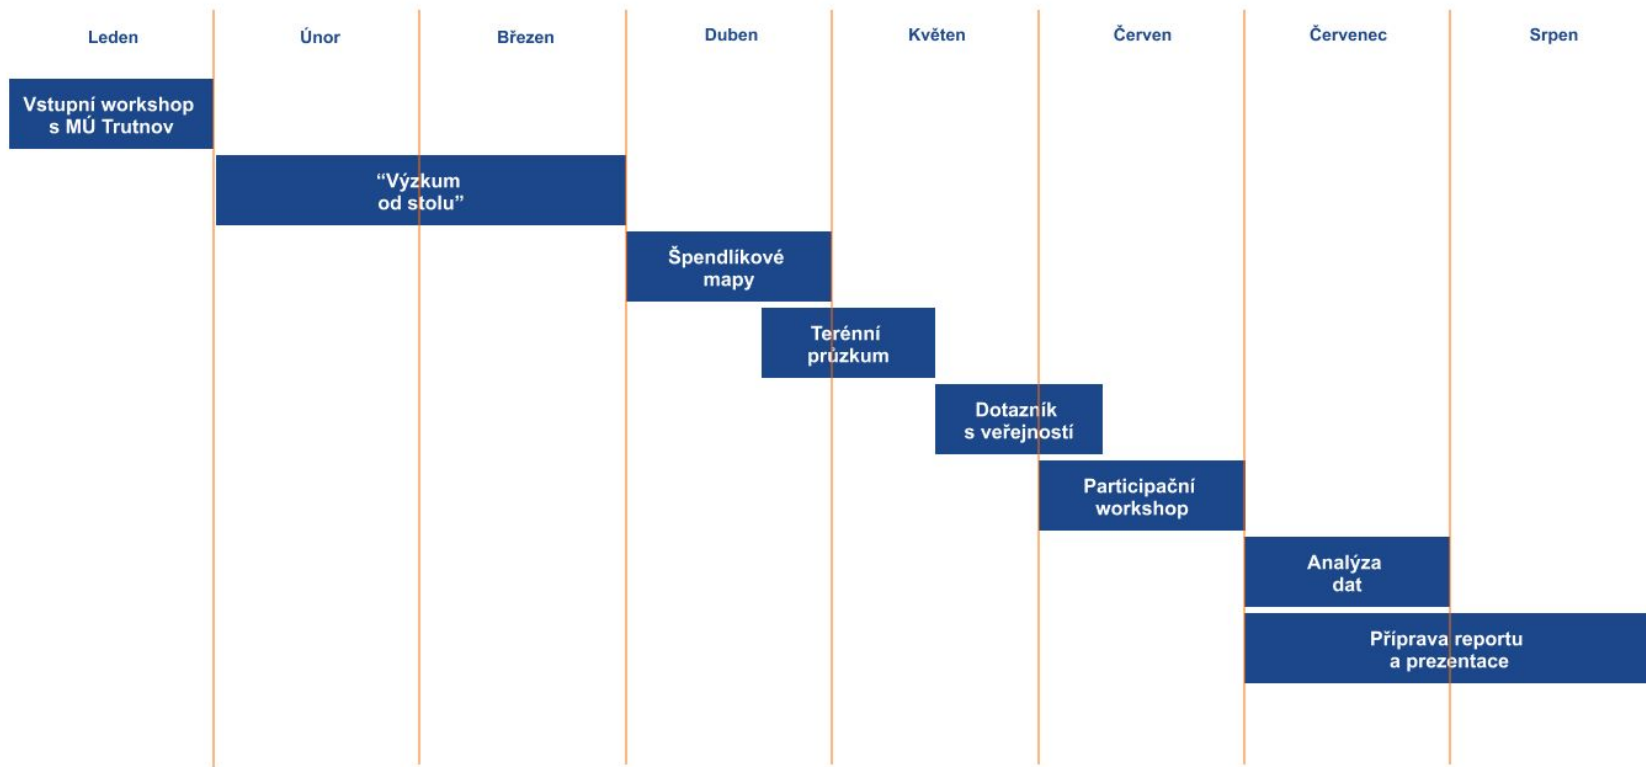 Leden
Únor
Březen
Duben
Květen
Červen
Červenec
Srpen
Vstupní workshop
s MÚ Trutnov
“Výzkum
od stolu”
Špendlíkové
mapy
Terénní
průzkum
Dotazník
s veřejností
Participační
workshop
Analýza
dat
Příprava reportu
a prezentace